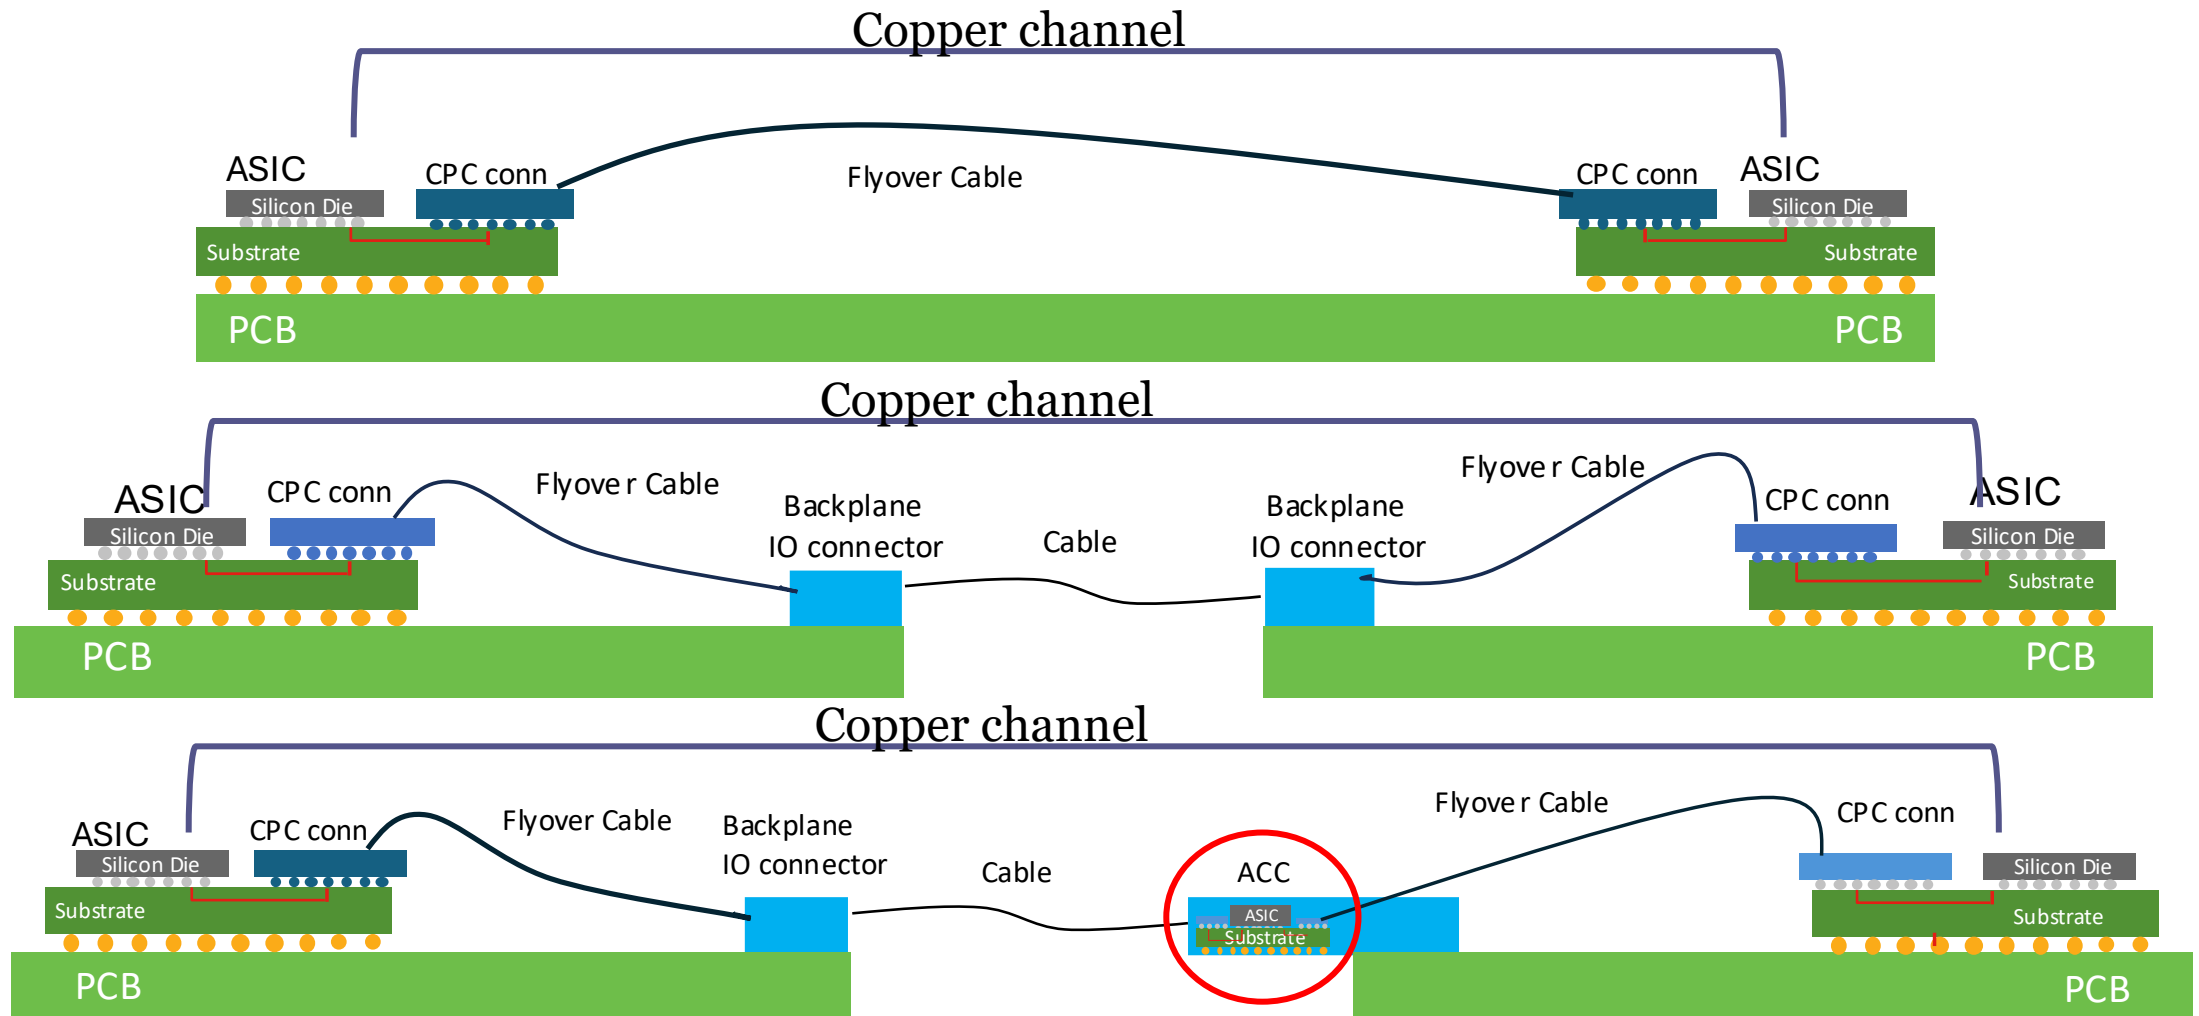 Copper channel
ASIC
CPC conn
Flyover Cable
CPC conn
ASIC
Silicon Die
Silicon Die
Substrate
Substrate
PCB
PCB
Copper channel
ASIC
CPC conn
Flyover Cable
Backplane
IO connector
Cable
Backplane
IO connector
Flyover Cable
CPC conn
ASIC
Silicon Die
Silicon Die
Substrate
Substrate
PCB
PCB
Copper channel
ASIC
CPC conn
Flyover Cable
Backplane
IO connector
Cable
ACC
Flyover Cable
CPC conn
Silicon Die
Silicon Die
Substrate
ASIC
Substrate
Substrate
PCB
PCB